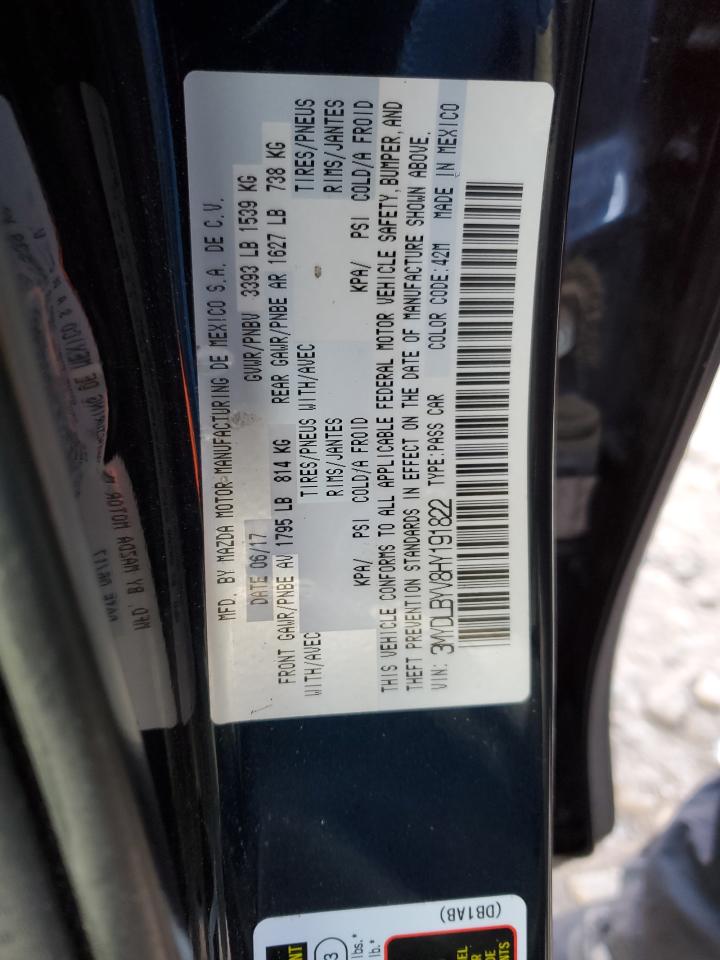 MFD. BY MAZDA MOTOR MANUFACTURING DE MEXICO S.A. DE C.V.
DATE 06/17 GVWR/PNBV 3393 LB 1539 KG
FRONT GAWR/PNBE AV 1795 LB 814 KG REAR GAWR/PNBE AR 1627 LB 738 KG
WITH/AVEC TIRES/PNEUS WITH/AVEC TIRES/PNEUS
RIMS/JANTES RIMS/JANTES
KPA/ PSI COLD/A FROID KPA/ PSI COLD/A FROID
THIS VEHICLE CONFORMS TO ALL APPLICABLE FEDERAL MOTOR VEHICLE SAFETY, BUMPER, AND
THEFT PREVENTION STANDARDS IN EFFECT ON THE DATE OF MANUFACTURE SHOWN ABOVE.
VIN: 3MYDLBYV8HY191822 TYPE:PASS CAR COLOR CODE:42M MADE IN MEXICO
(DB1AB)
lbs.*
lb.*